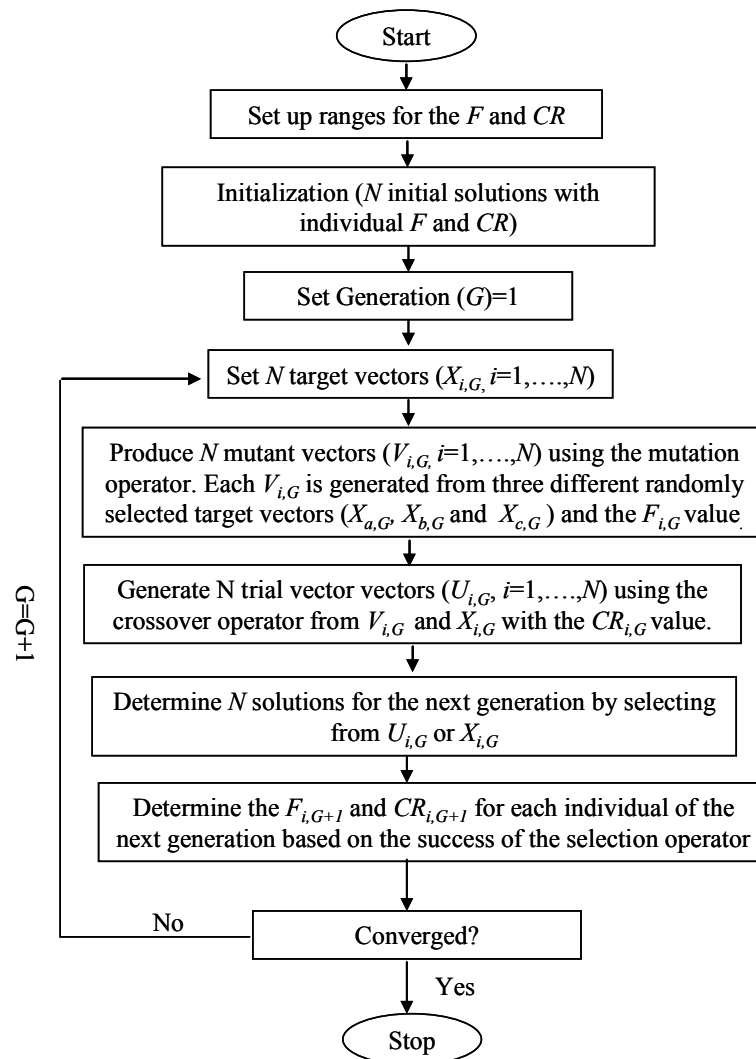 Start
Set up ranges for the F and CR
Initialization (N initial solutions with
individual F and CR)
Set Generation (G)=1
Set N target vectors (Xi,G, i=1,….,N)
Produce N mutant vectors (Vi,G, i=1,….,N) using the mutation
operator. Each Vi,G is generated from three different randomly
selected target vectors (Xa,G, Xb,G and Xc,G ) and the Fi,G value.
Generate N trial vector vectors (Ui,G, i=1,….,N) using the
crossover operator from Vi,G and Xi,G with the CRi,G value.
G=G+1
Determine N solutions for the next generation by selecting
from Ui,G or Xi,G
Determine the Fi,G+1 and CRi,G+1 for each individual of the
next generation based on the success of the selection operator
No
Converged?
Yes
Stop